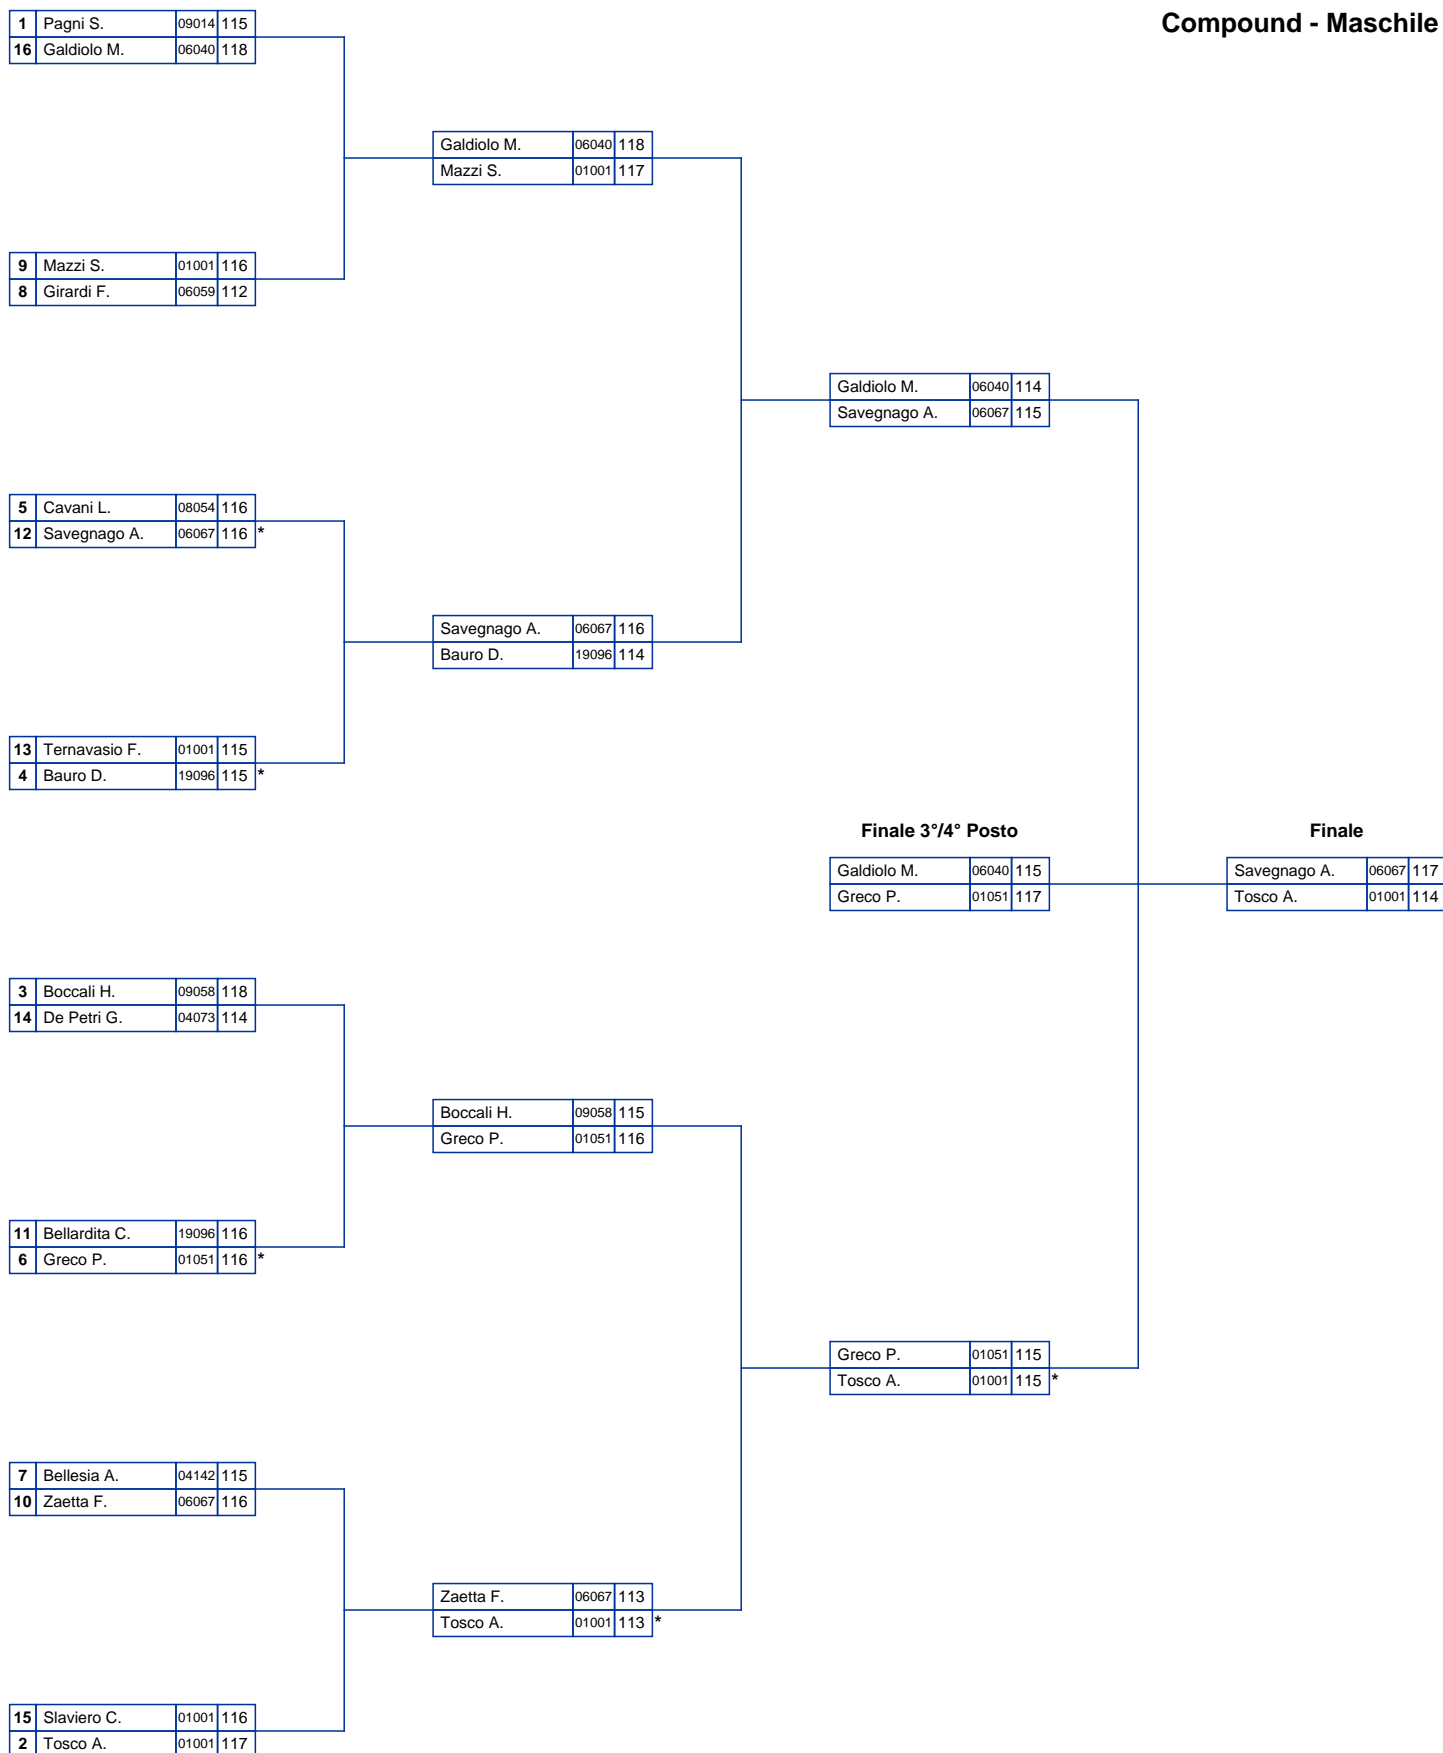 Compound - Maschile
1 Pagni S. 09014 115
16 Galdiolo M. 06040 118
Galdiolo M. 06040 118
Mazzi S. 01001 117
9 Mazzi S. 01001 116
8 Girardi F. 06059 112
Galdiolo M. 06040 114
Savegnago A. 06067 115
5 Cavani L. 08054 116
12 Savegnago A. 06067 116 *
Savegnago A. 06067 116
Bauro D. 19096 114
13 Ternavasio F. 01001 115
4 Bauro D. 19096 115 *
Finale 3°/4° Posto
Finale
Galdiolo M. 06040 115
Greco P. 01051 117
Savegnago A. 06067 117
Tosco A. 01001 114
3 Boccali H. 09058 118
14 De Petri G. 04073 114
Boccali H. 09058 115
Greco P. 01051 116
11 Bellardita C. 19096 116
6 Greco P. 01051 116 *
Greco P. 01051 115
Tosco A. 01001 115 *
7 Bellesia A. 04142 115
10 Zaetta F. 06067 116
Zaetta F. 06067 113
Tosco A. 01001 113 *
15 Slaviero C. 01001 116
2 Tosco A. 01001 117